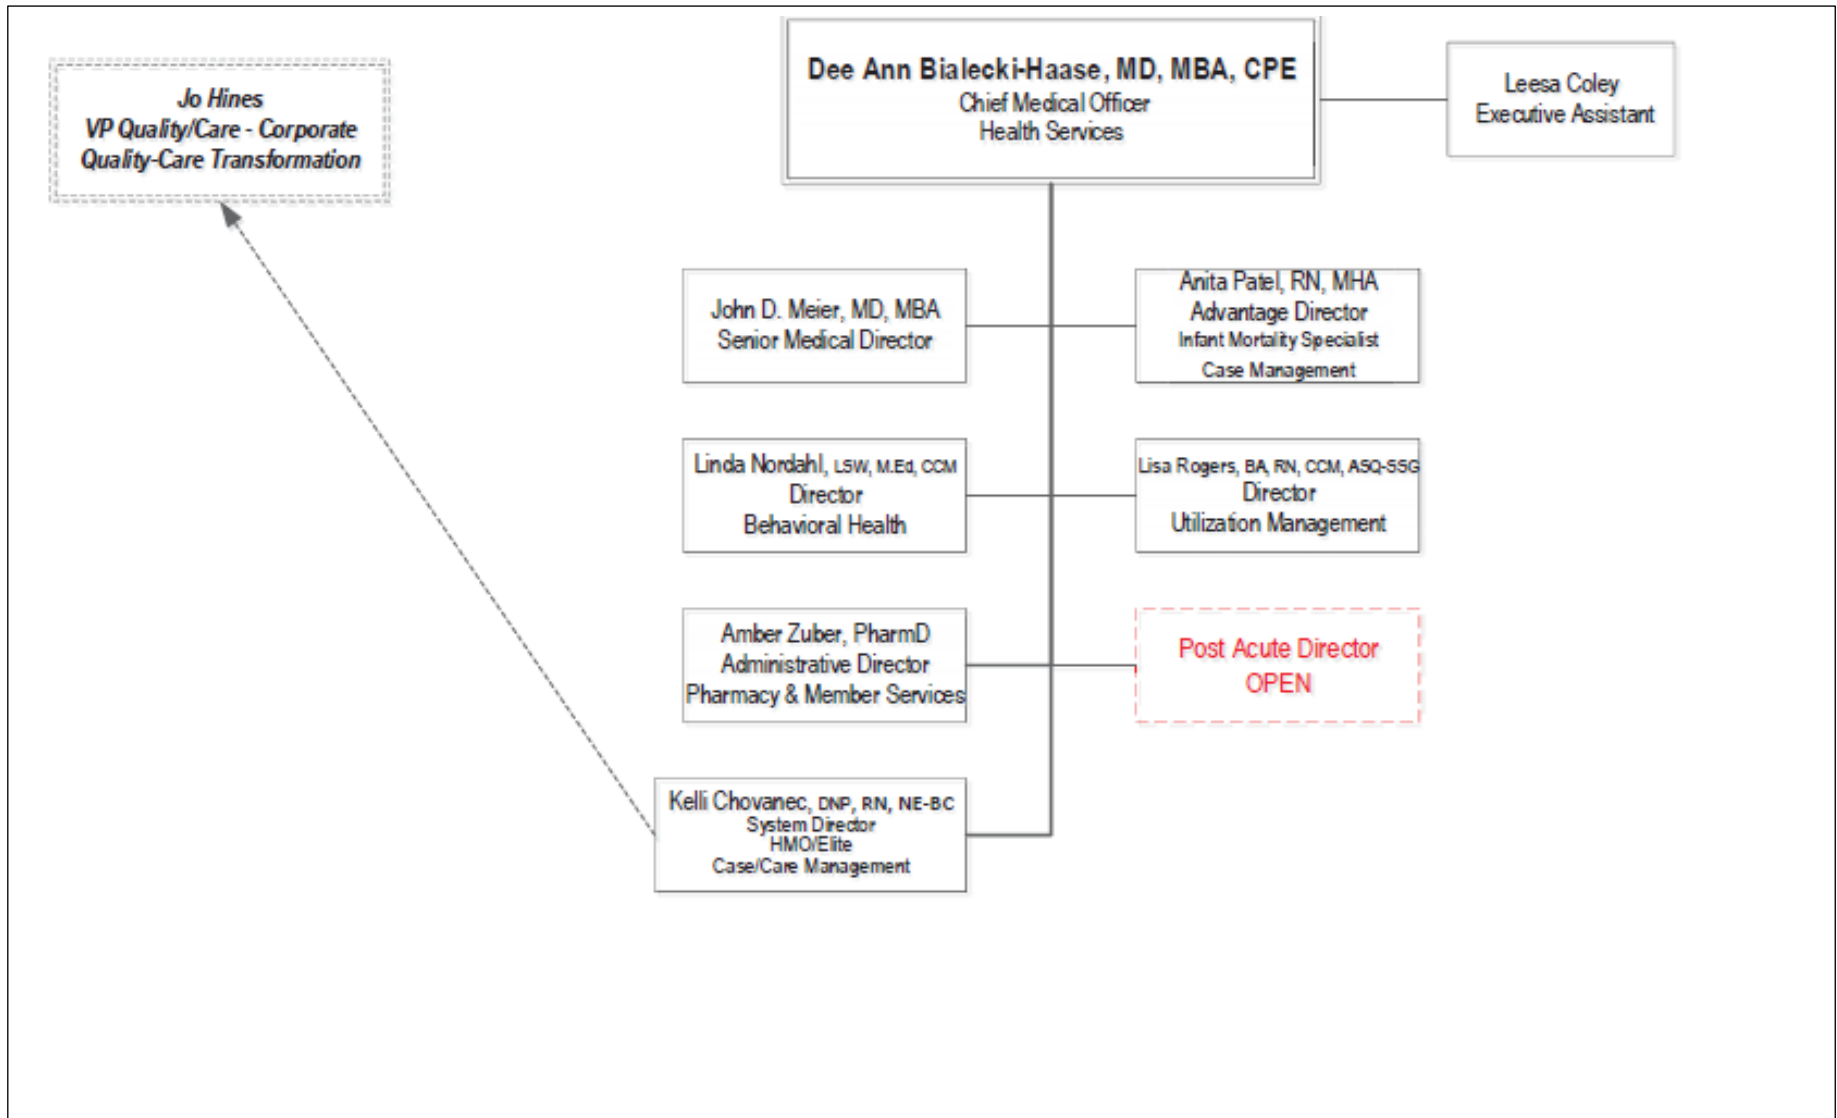 Dee Ann Bialecki-Haase, MD, MBA, CPE
Chief Medical Officer
Health Services
Jo Hines
VP Quality/Care - Corporate
Quality-Care Transformation
Leesa Coley
Executive Assistant
John D. Meier, MD, MBA
Senior Medical Director
Anita Patel, RN, MHA
Advantage Director
Infant Mortality Specialist
Case Management
Linda Nordahl, LSW, M.Ed, CCM
Director
Behavioral Health
Lisa Rogers, BA, RN, CCM, ASQ-SSG
Director
Utilization Management
Amber Zuber, PharmD
Administrative Director
Pharmacy & Member Services
Post Acute Director
OPEN
Kelli Chovanec, DNP, RN, NE-BC
System Director
HMO/Elite
Case/Care Management